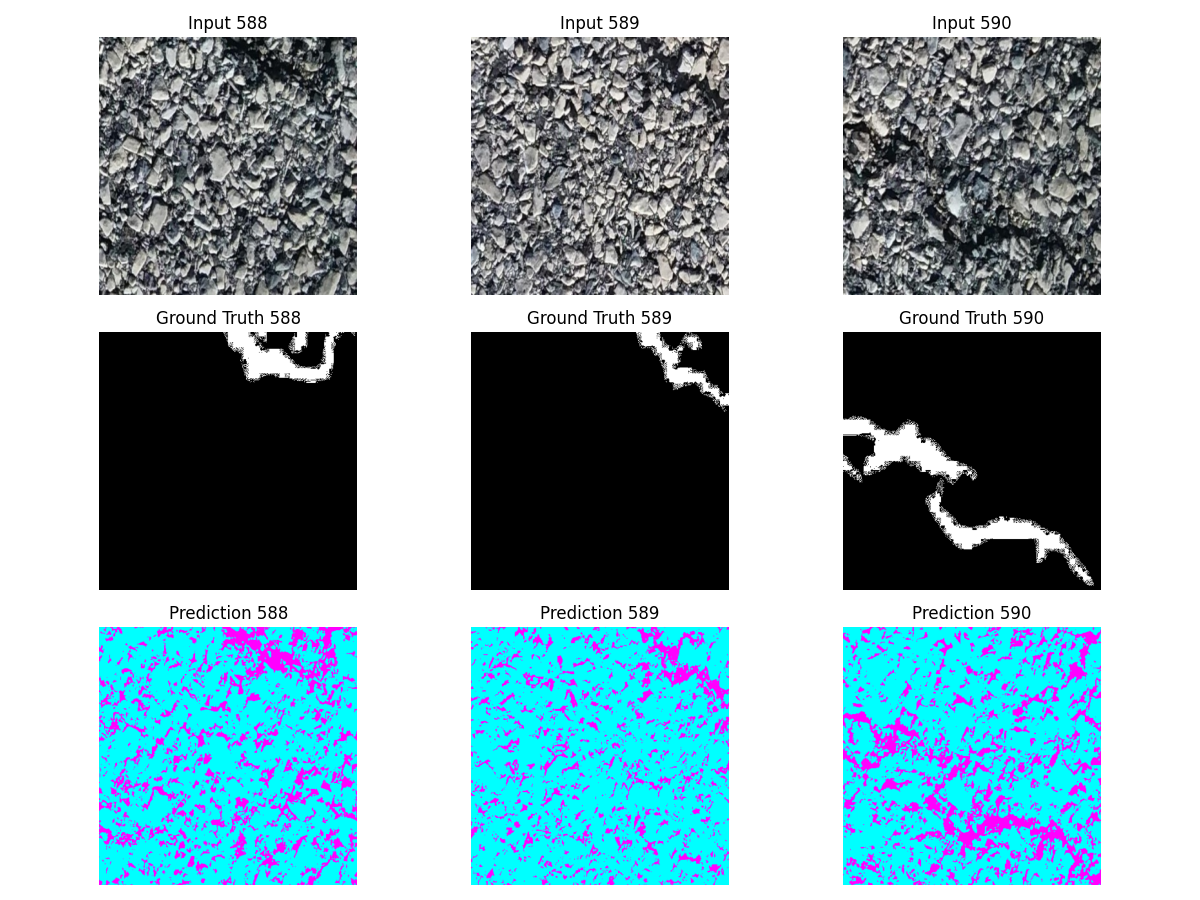 Input 588
Input 589
Input 590
Ground Truth 588
Ground Truth 589
Ground Truth 590
Prediction 588
Prediction 589
Prediction 590